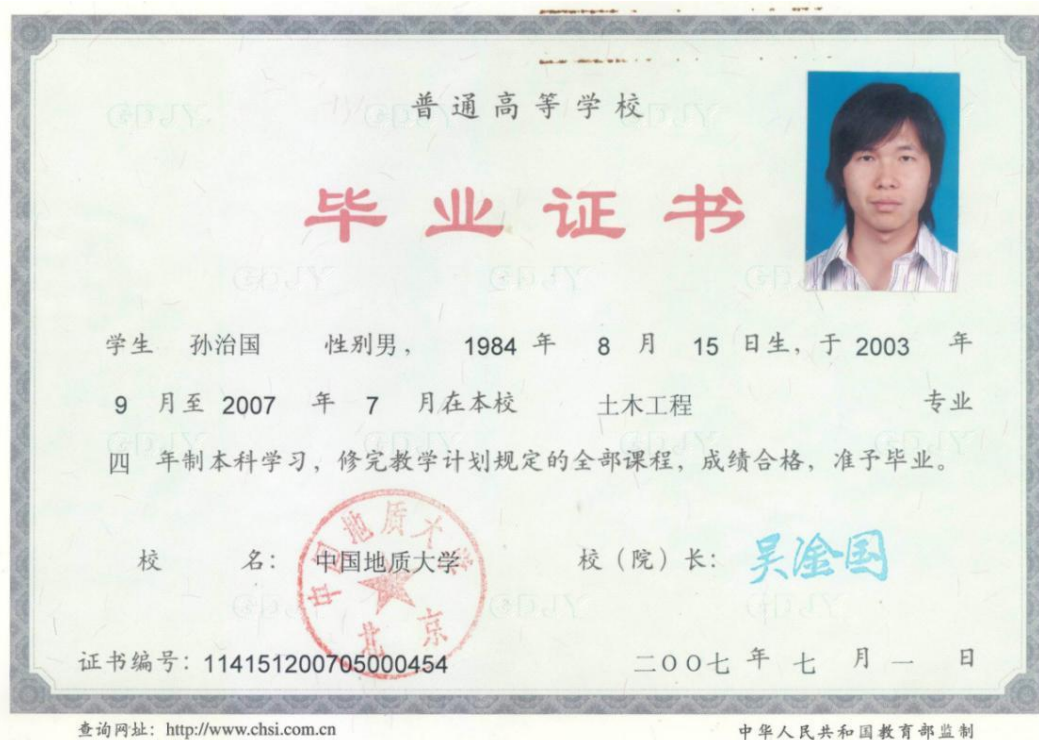 普通高等学校
毕业证书
学生 孙治国 性别男， 1984 年 8 月 15 日生，于 2003 年
9 月至 2007 年 7 月在本校 土木工程 专业
四 年制本科学习，修完教学计划规定的全部课程，成绩合格，准予毕业。
校 名： 中国地质大学 校（院）长： 吴淦国
中国地质大学
北京
证书编号：114151200705000454 二〇〇七 年 七 月 一 日
查询网址：http://www.chsi.com.cn 中华人民共和国教育部监制